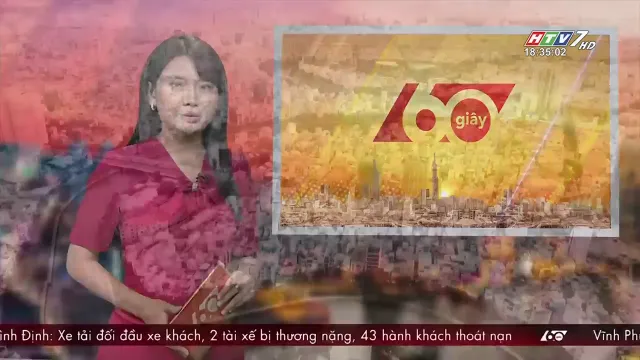 HTV7 HD
18:35:02
60 giây
ình Định: Xe tải đối đầu xe khách, 2 tài xế bị thương nặng, 43 hành khách thoát nạn 60 Vĩnh Ph